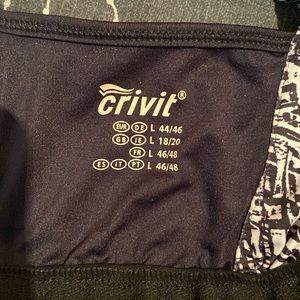 crivit®
EUR DE L 44/46
GB IE L 18/20
FR L 46/48
ES IT PT L 46/48